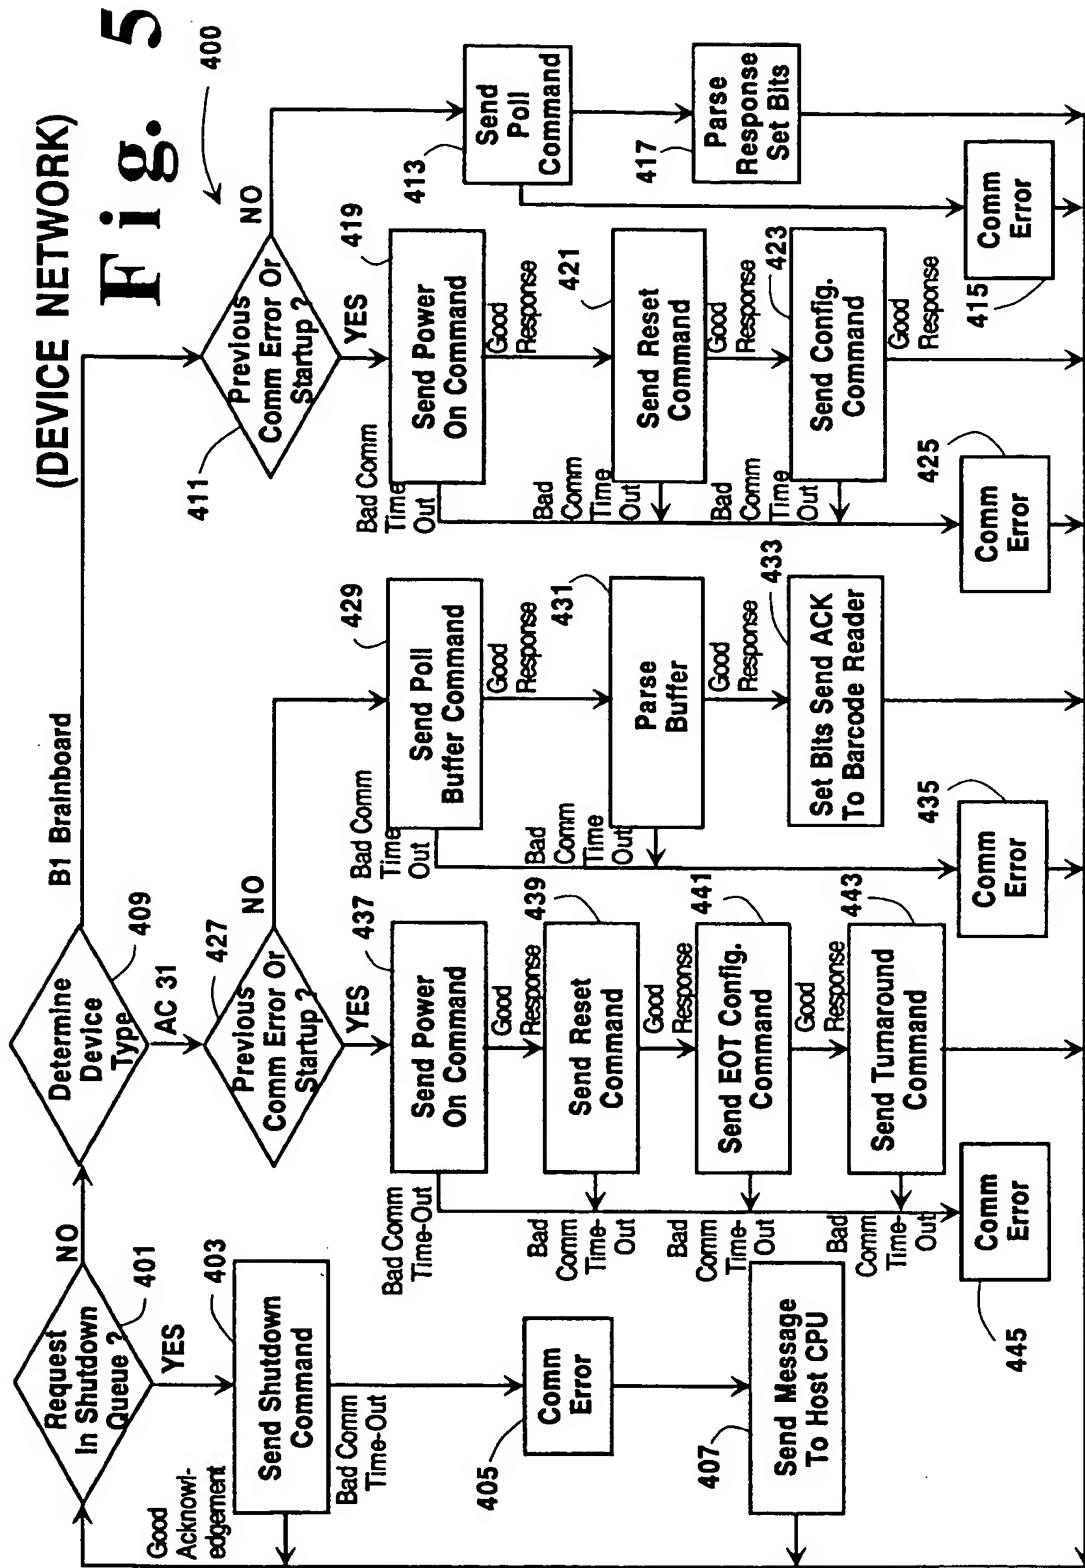 (DEVICE NETWORK)
Fig. 5
400
Request
In Shutdown
Queue ?
401
NO
YES
Good
Acknowl-
edgement
Send Shutdown
Command
403
Bad Comm
Time-Out
Comm
Error
405
Send Message
To Host CPU
407
Determine
Device
Type
409
B1 Brainboard
AC 31
Previous
Comm Error Or
Startup ?
427
NO
YES
Send Power
On Command
437
Bad Comm
Time-Out
Good
Response
Send Reset
Command
439
Bad
Comm
Time-
Out
Good
Response
Send EOT Config.
Command
441
Bad
Comm
Time-
Out
Good
Response
Send Turnaround
Command
443
Bad
Comm
Time-
Out
Comm
Error
445
Send Poll
Buffer Command
429
Bad Comm
Time
Out
Good
Response
Parse
Buffer
431
Bad
Comm
Time
Out
Good
Response
Set Bits Send ACK
To Barcode Reader
433
Comm
Error
435
Previous
Comm Error Or
Startup ?
411
NO
YES
Send Power
On Command
419
Bad Comm
Time
Out
Good
Response
Send Reset
Command
421
Bad
Comm
Time
Out
Good
Response
Send Config.
Command
423
Bad
Comm
Time
Out
Good
Response
Comm
Error
425
Send
Poll
Command
413
Parse
Response
Set Bits
417
Comm
Error
415